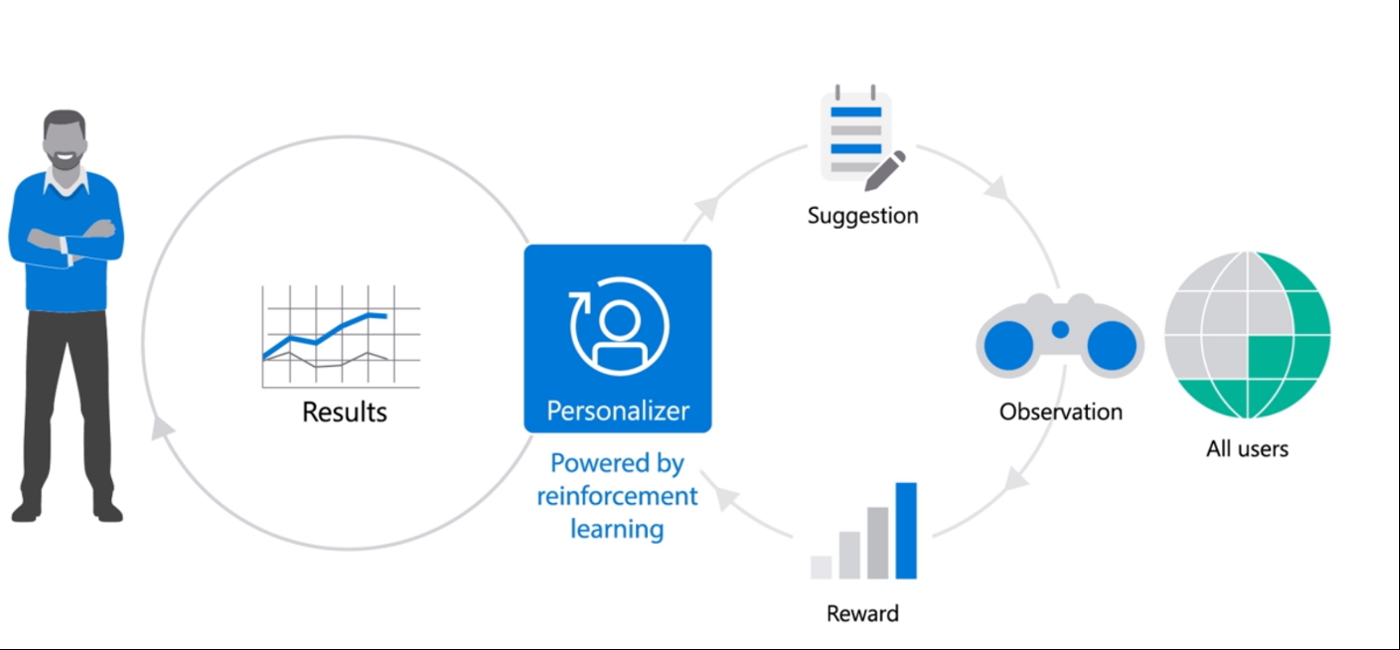 Suggestion
Results
Personalizer
Powered by
reinforcement
learning
Observation
All users
Reward